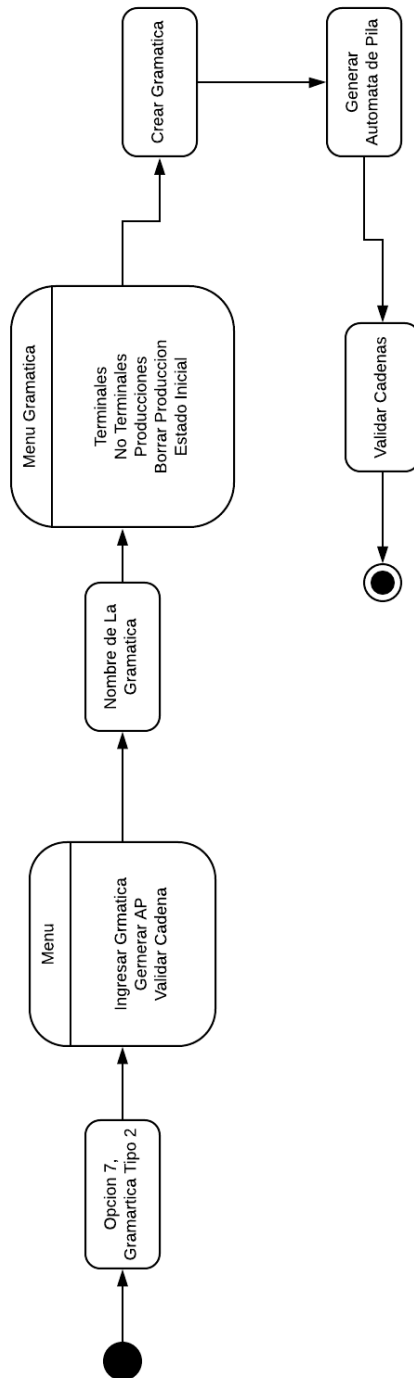 Opcion 7,
Gramartica Tipo 2
Menu
Ingresar Grmatica
Gernerar AP
Validar Cadena
Nombre de La
Gramatica
Menu Gramatica
Terminales
No Terminales
Producciones
Borrar Produccion
Estado Inicial
Crear Gramatica
Generar
Automata de Pila
Validar Cadenas